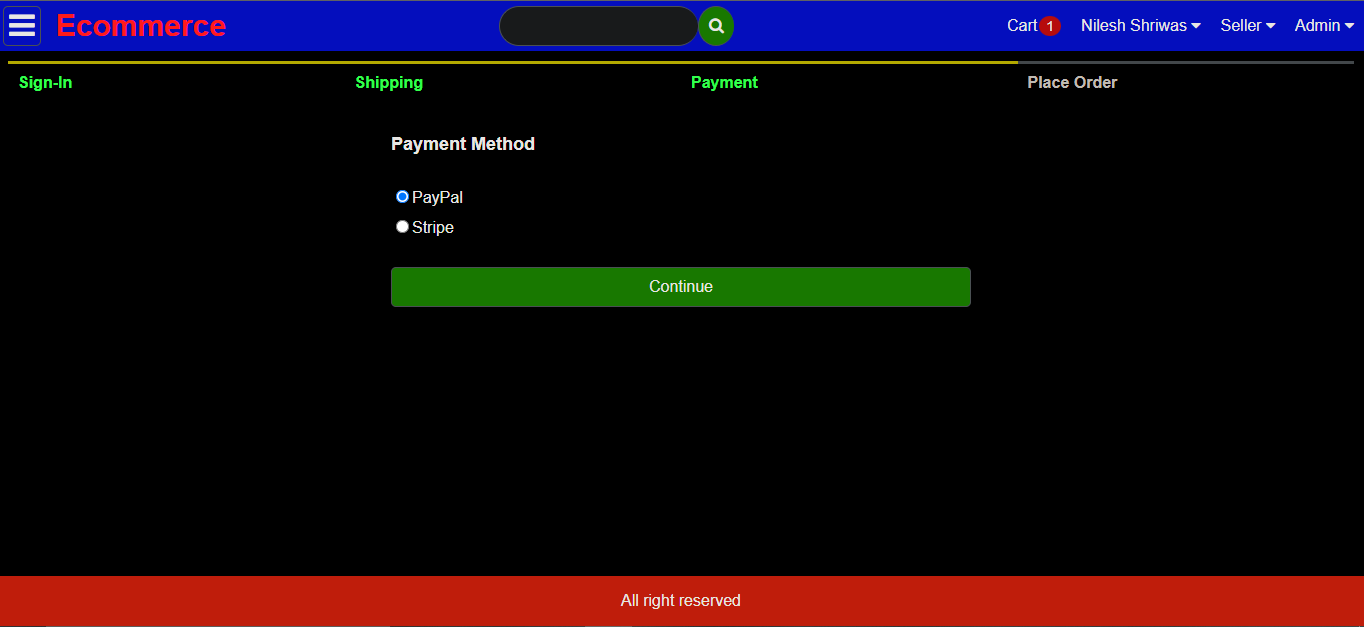 Ecommerce
Cart 1 Nilesh Shriwas Seller Admin
Sign-In Shipping Payment Place Order
Payment Method
PayPal
Stripe
Continue
All right reserved